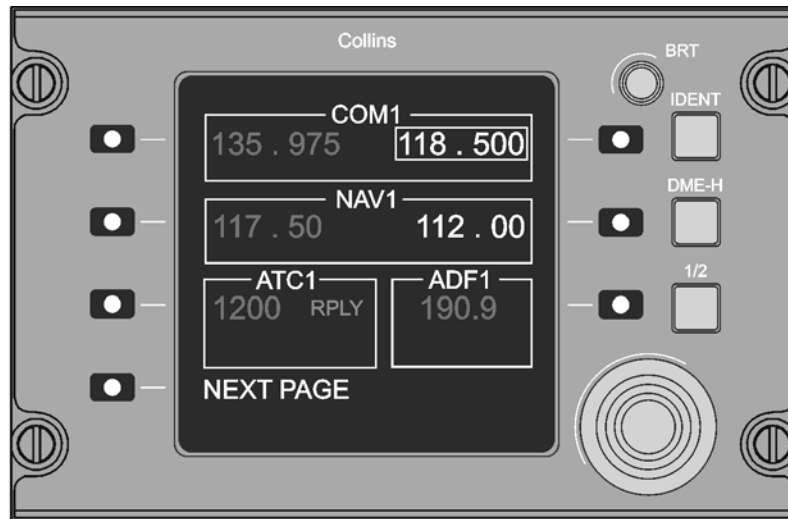 Collins
BRT
IDENT
COM1
135 . 975 118 . 500
DME-H
NAV1
117 . 50 112 . 00
1/2
ATC1 ADF1
1200 RPLY 190.9
NEXT PAGE